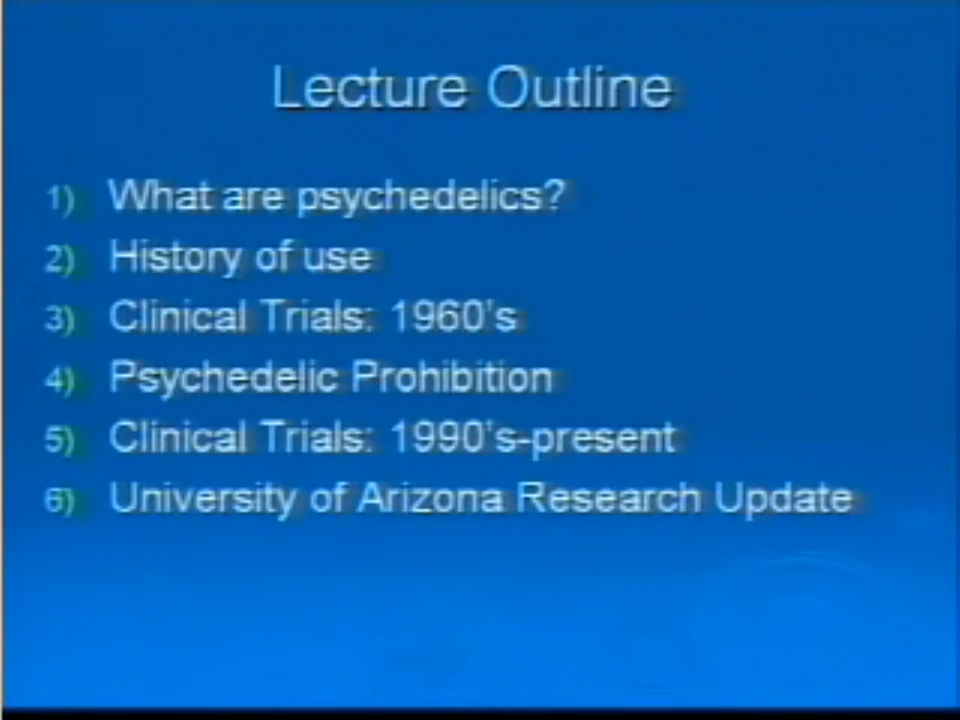 Lecture Outline
1) What are psychedelics?
2) History of use
3) Clinical Trials: 1960's
4) Psychedelic Prohibition
5) Clinical Trials: 1990's-present
6) University of Arizona Research Update